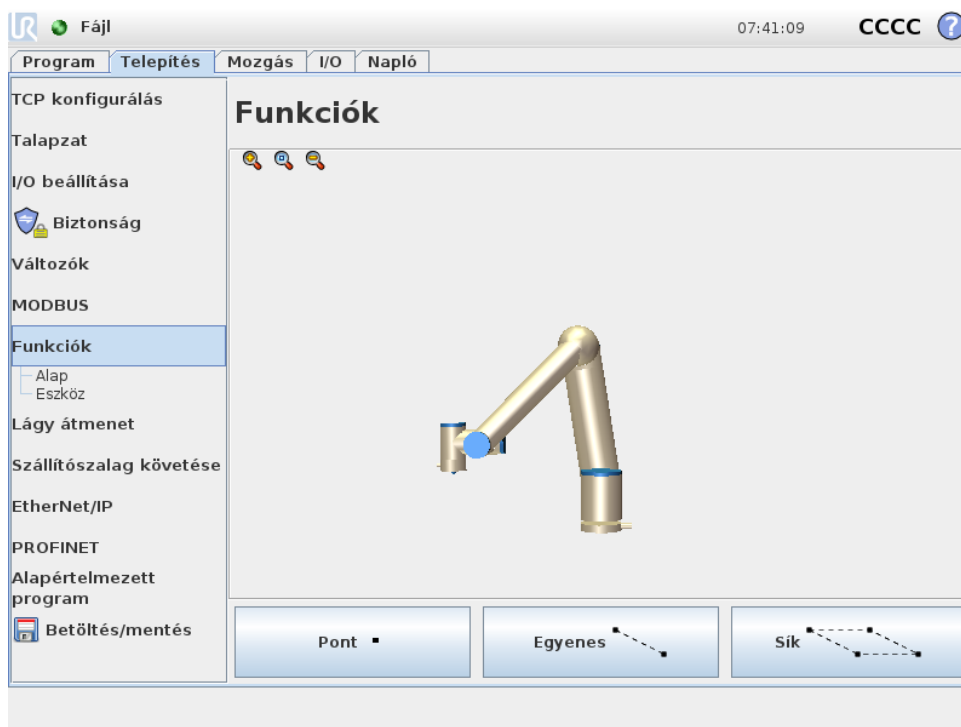 UR
Fájl
07:41:09
CCCC
?
Program
Telepítés
Mozgás
I/O
Napló
TCP konfigurálás
Talapzat
I/O beállítása
Biztonság
Változók
MODBUS
Funkciók
Alap
Eszköz
Lágy átmenet
Szállítószalag követése
EtherNet/IP
PROFINET
Alapértelmezett
program
Betöltés/mentés
Funkciók
Pont
Egyenes
Sík